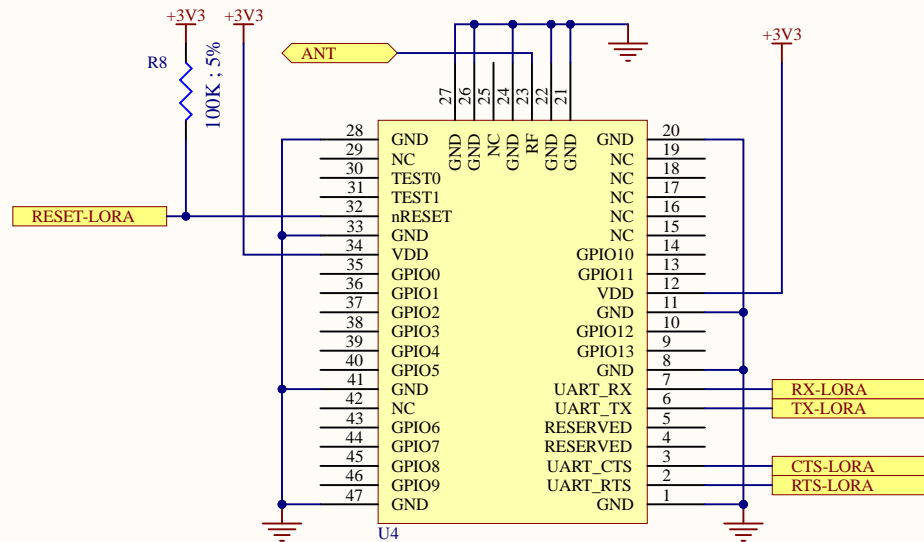 +3V3
+3V3
R8
100K ; 5%
ANT
+3V3
27
26
25
24
23
22
21
GND
GND
NC
GND
RF
GND
GND
RESET-LORA
28 GND
29 NC
30 TEST0
31 TEST1
32 nRESET
33 GND
34 VDD
35 GPIO0
36 GPIO1
37 GPIO2
38 GPIO3
39 GPIO4
40 GPIO5
41 GND
42 NC
43 GPIO6
44 GPIO7
45 GPIO8
46 GPIO9
47 GND
GND 20
NC 19
NC 18
NC 17
NC 16
NC 15
GPIO10 14
GPIO11 13
VDD 12
GND 11
GPIO12 10
GPIO13 9
GND 8
UART_RX 7
UART_TX 6
RESERVED 5
RESERVED 4
UART_CTS 3
UART_RTS 2
GND 1
RX-LORA
TX-LORA
CTS-LORA
RTS-LORA
U4